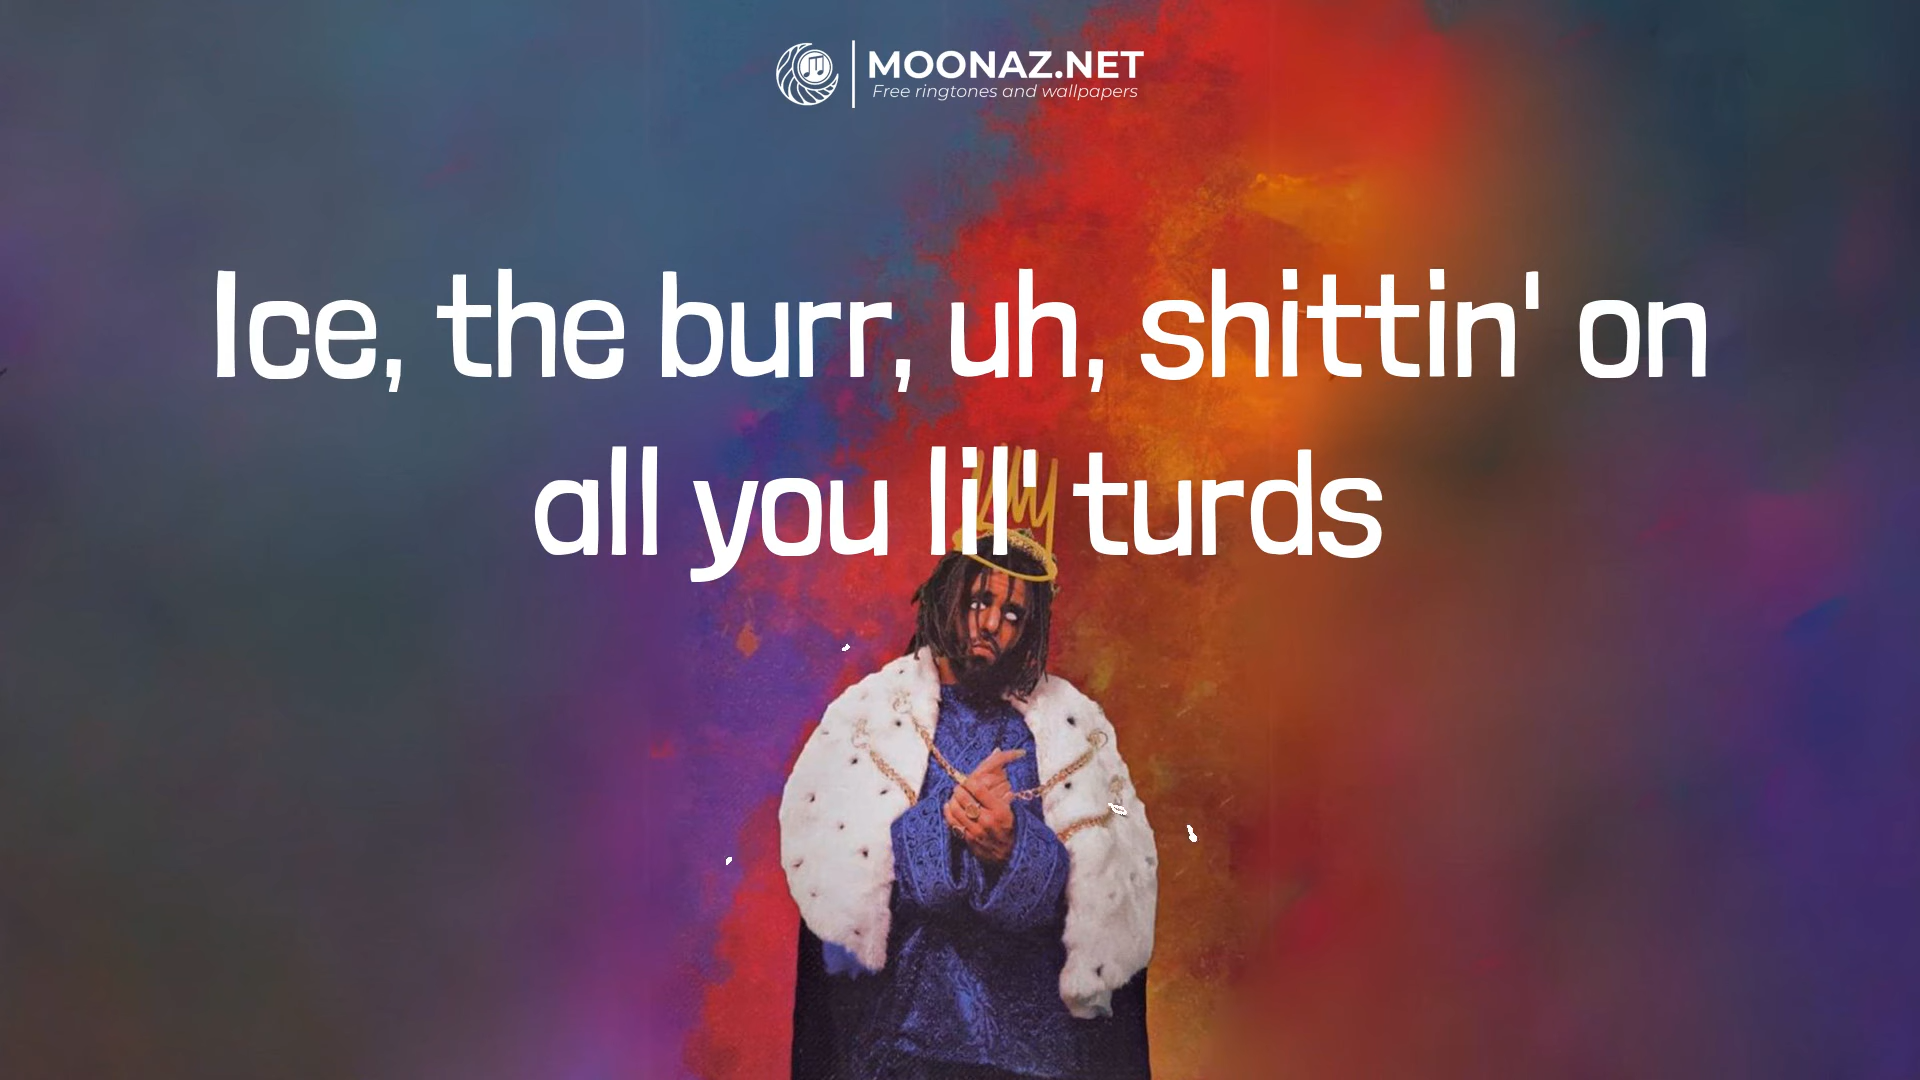 MOONAZ.NET
Free ringtones and wallpapers
Ice, the burr, uh, shittin' on
all you lil' turds